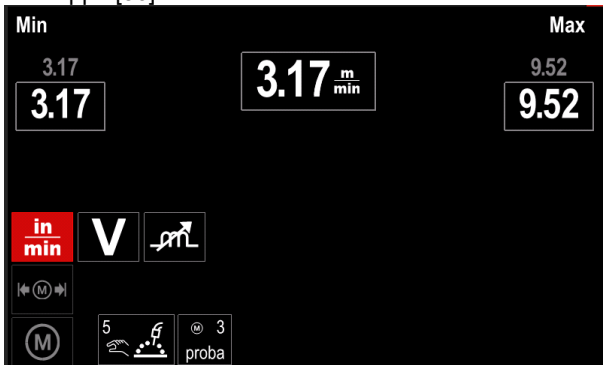 Min Max
3.17 9.52
3.17 3.17 m/min 9.52
in/min V
M
M 5 M 3
proba